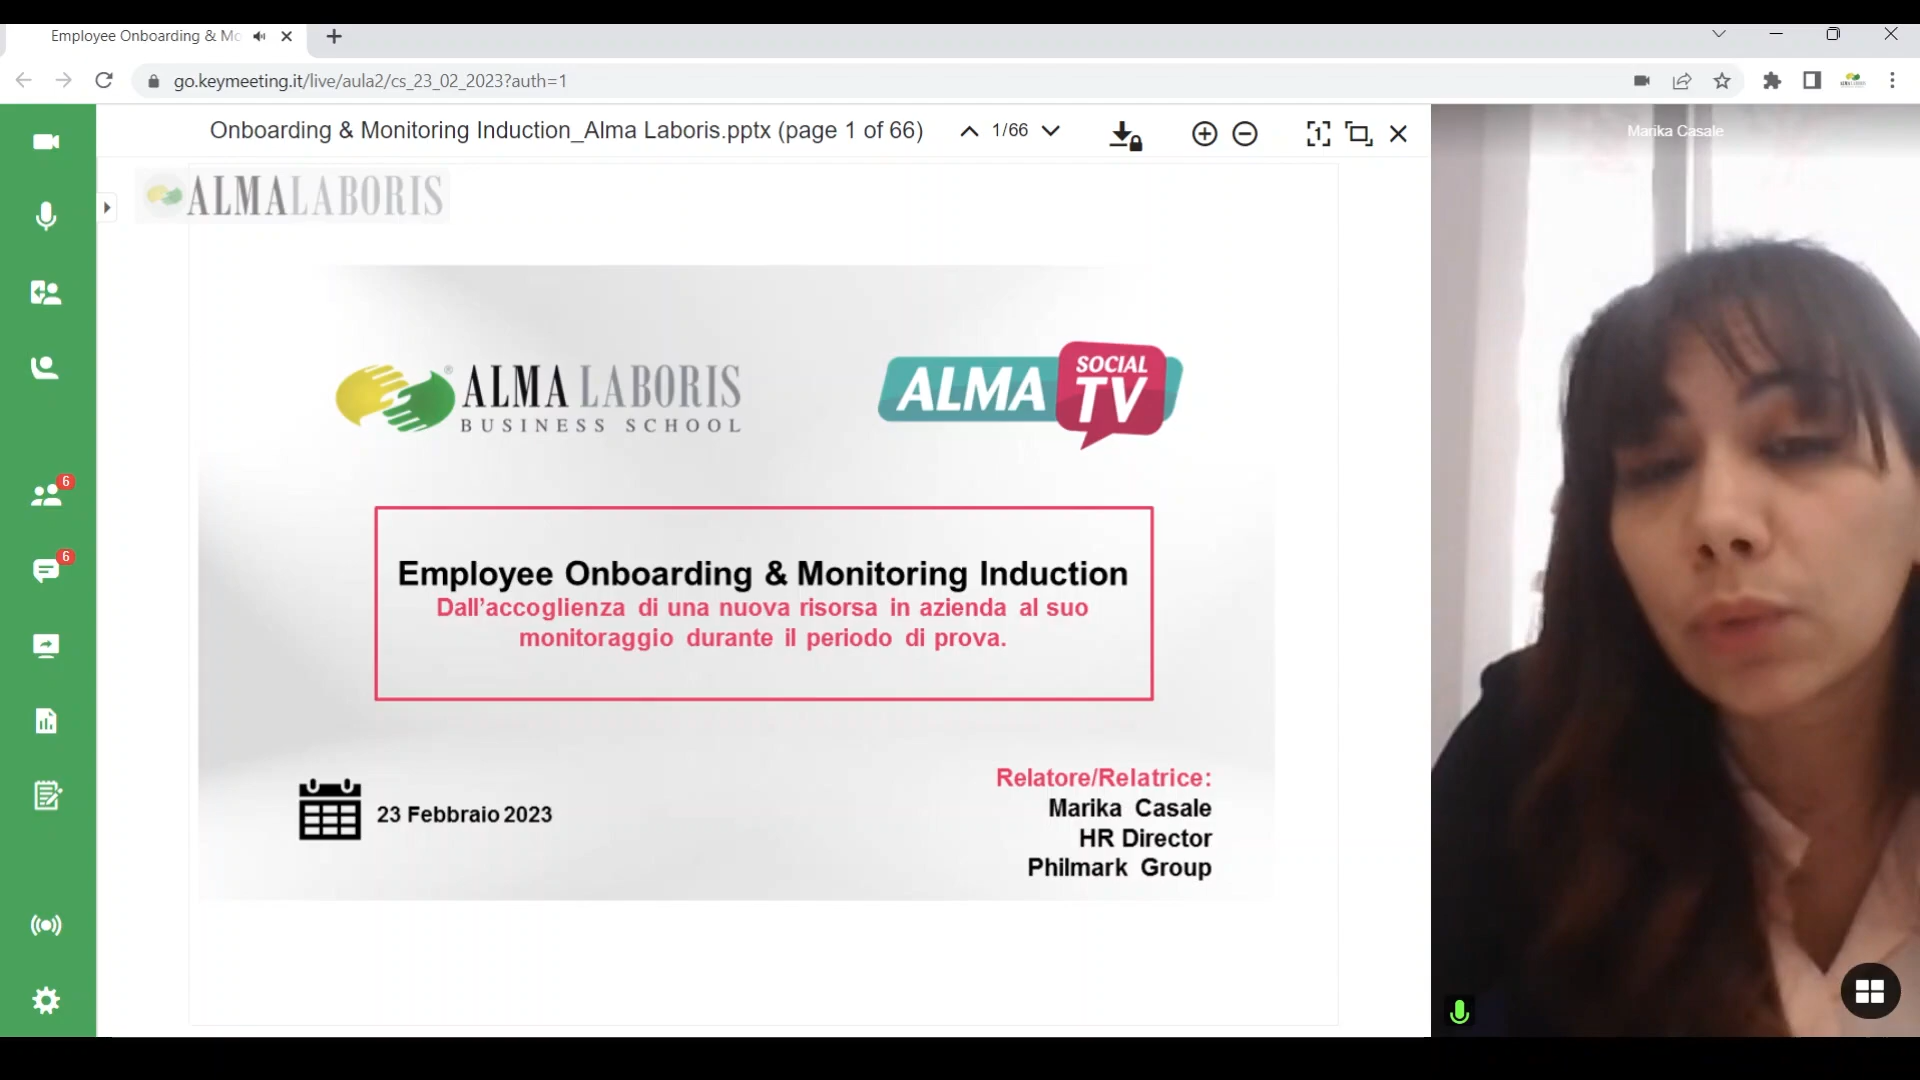 Employee Onboarding & Mo
go.keymeeting.it/live/aula2/cs_23_02_2023?auth=1
Onboarding & Monitoring Induction_Alma Laboris.pptx (page 1 of 66)
1/66
Marika Casale
ALMALABORIS
ALMA LABORIS
BUSINESS SCHOOL
ALMA
SOCIAL
TV
6
6
Employee Onboarding & Monitoring Induction
Dall'accoglienza di una nuova risorsa in azienda al suo
monitoraggio durante il periodo di prova.
23 Febbraio 2023
Relatore/Relatrice:
Marika Casale
HR Director
Philmark Group